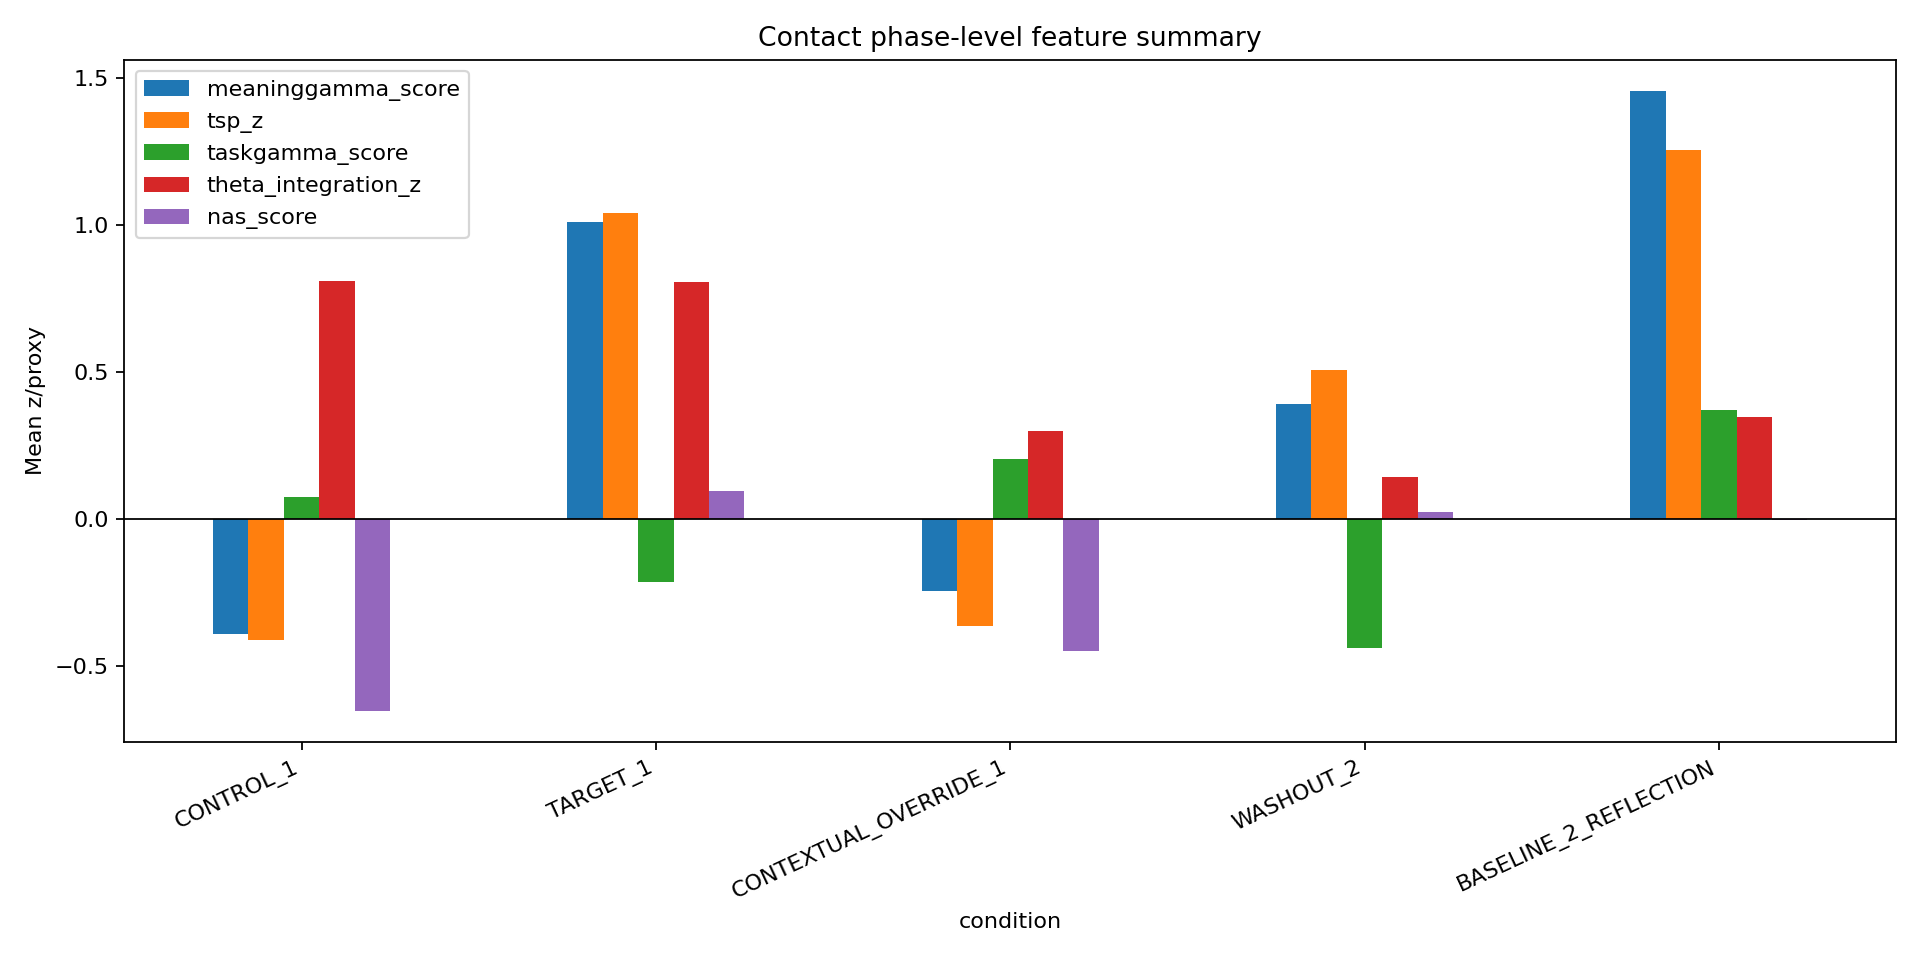 Contact phase-level feature summary
meaninggamma_score
tsp_z
taskgamma_score
theta_integration_z
nas_score
Mean z/proxy
1.5
1.0
0.5
0.0
−0.5
CONTROL_1
TARGET_1
CONTEXTUAL_OVERRIDE_1
WASHOUT_2
BASELINE_2_REFLECTION
condition